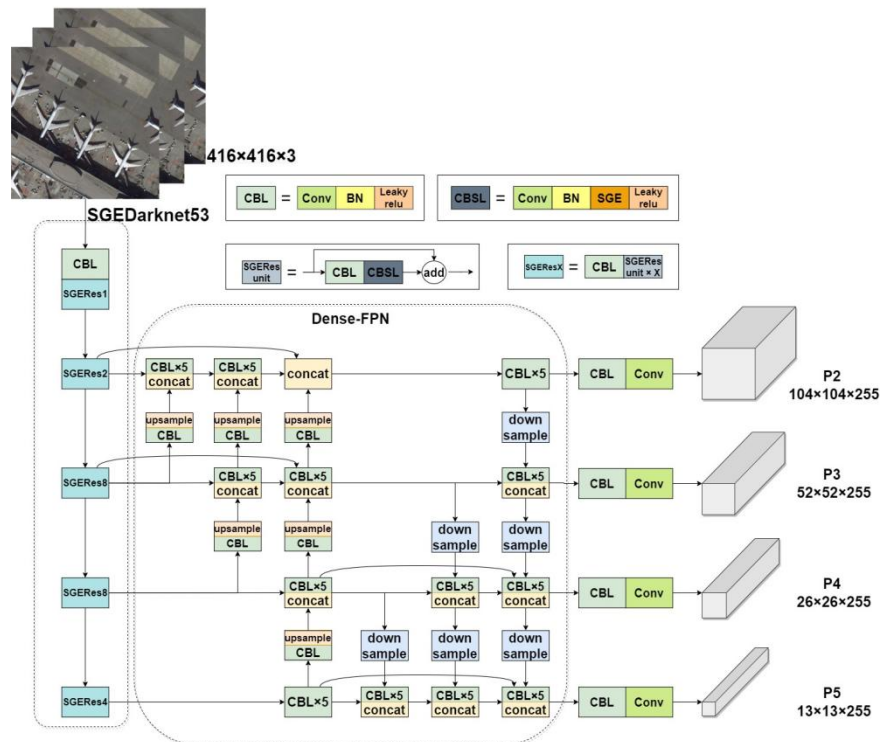 416×416×3
CBL = Conv BN Leaky relu
CBSL = Conv BN SGE Leaky relu
SGEDarknet53
SGERes unit = CBL CBSL add
SGEResX = CBL SGERes unit × X
CBL
SGERes1
Dense-FPN
SGERes2
CBL×5 concat
CBL×5 concat
concat
CBL×5
CBL Conv
P2
104×104×255
upsample CBL
upsample CBL
upsample CBL
down sample
SGERes8
CBL×5 concat
CBL×5 concat
CBL×5 concat
CBL Conv
P3
52×52×255
upsample CBL
upsample CBL
down sample
down sample
SGERes8
CBL×5 concat
CBL×5 concat
CBL×5 concat
CBL Conv
P4
26×26×255
upsample CBL
down sample
down sample
down sample
SGERes4
CBL×5
CBL×5 concat
CBL×5 concat
CBL×5 concat
CBL Conv
P5
13×13×255